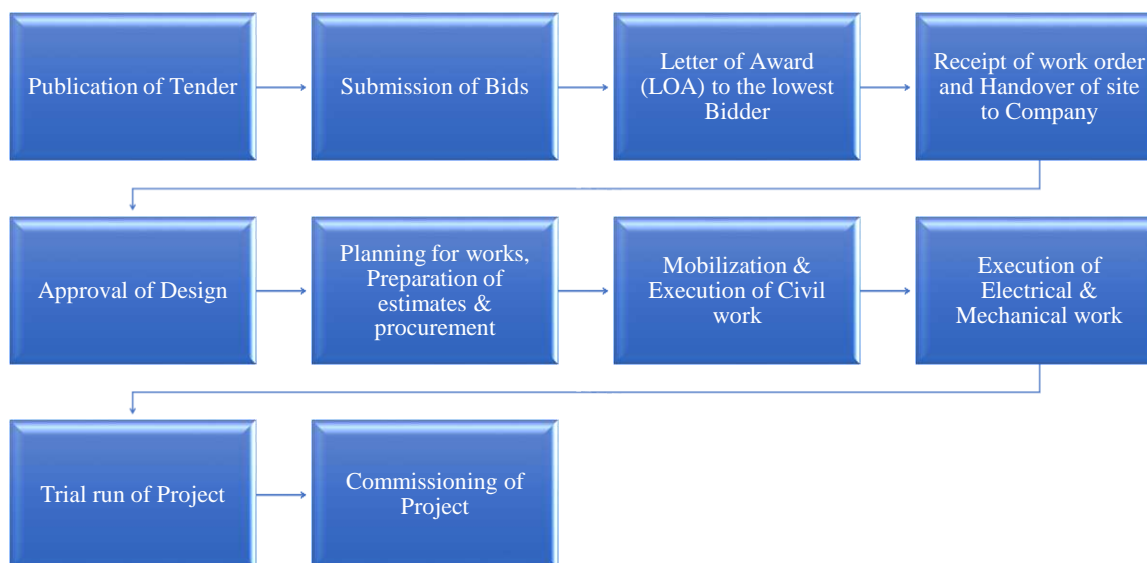 Publication of Tender
Submission of Bids
Letter of Award
(LOA) to the lowest
Bidder
Receipt of work order
and Handover of site
to Company
Approval of Design
Planning for works,
Preparation of
estimates &
procurement
Mobilization &
Execution of Civil
work
Execution of
Electrical &
Mechanical work
Trial run of Project
Commissioning of
Project